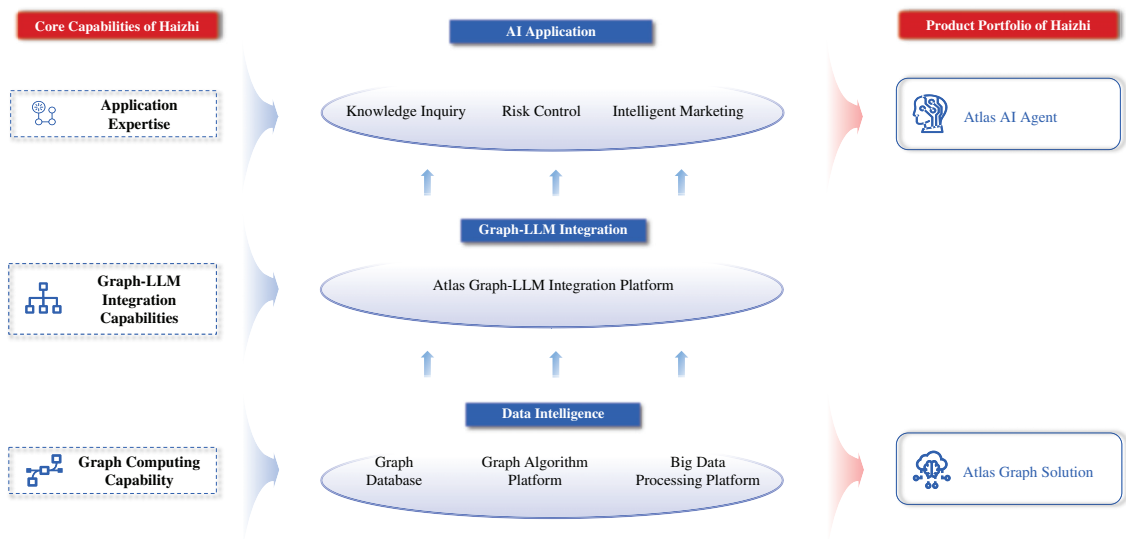 Core Capabilities of Haizhi
AI Application
Product Portfolio of Haizhi
Application
Expertise
Knowledge Inquiry
Risk Control
Intelligent Marketing
Atlas AI Agent
Graph-LLM Integration
Graph-LLM
Integration
Capabilities
Atlas Graph-LLM Integration Platform
Data Intelligence
Graph Computing
Capability
Graph
Database
Graph Algorithm
Platform
Big Data
Processing Platform
Atlas Graph Solution